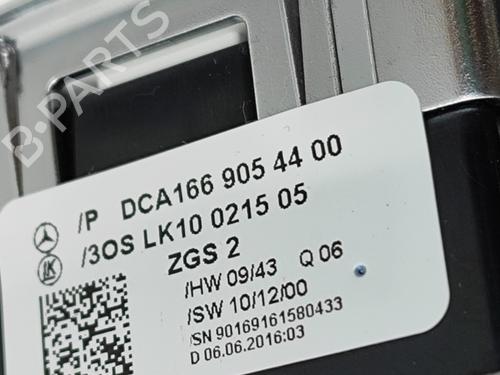 B-PARTS
/P DCA166 905 44 00
/3OS LK10 0215 05
ZGS 2
/HW 09/43 Q 06
/SW 10/12/00
/SN 90169161580433
D 06.06.2016:03